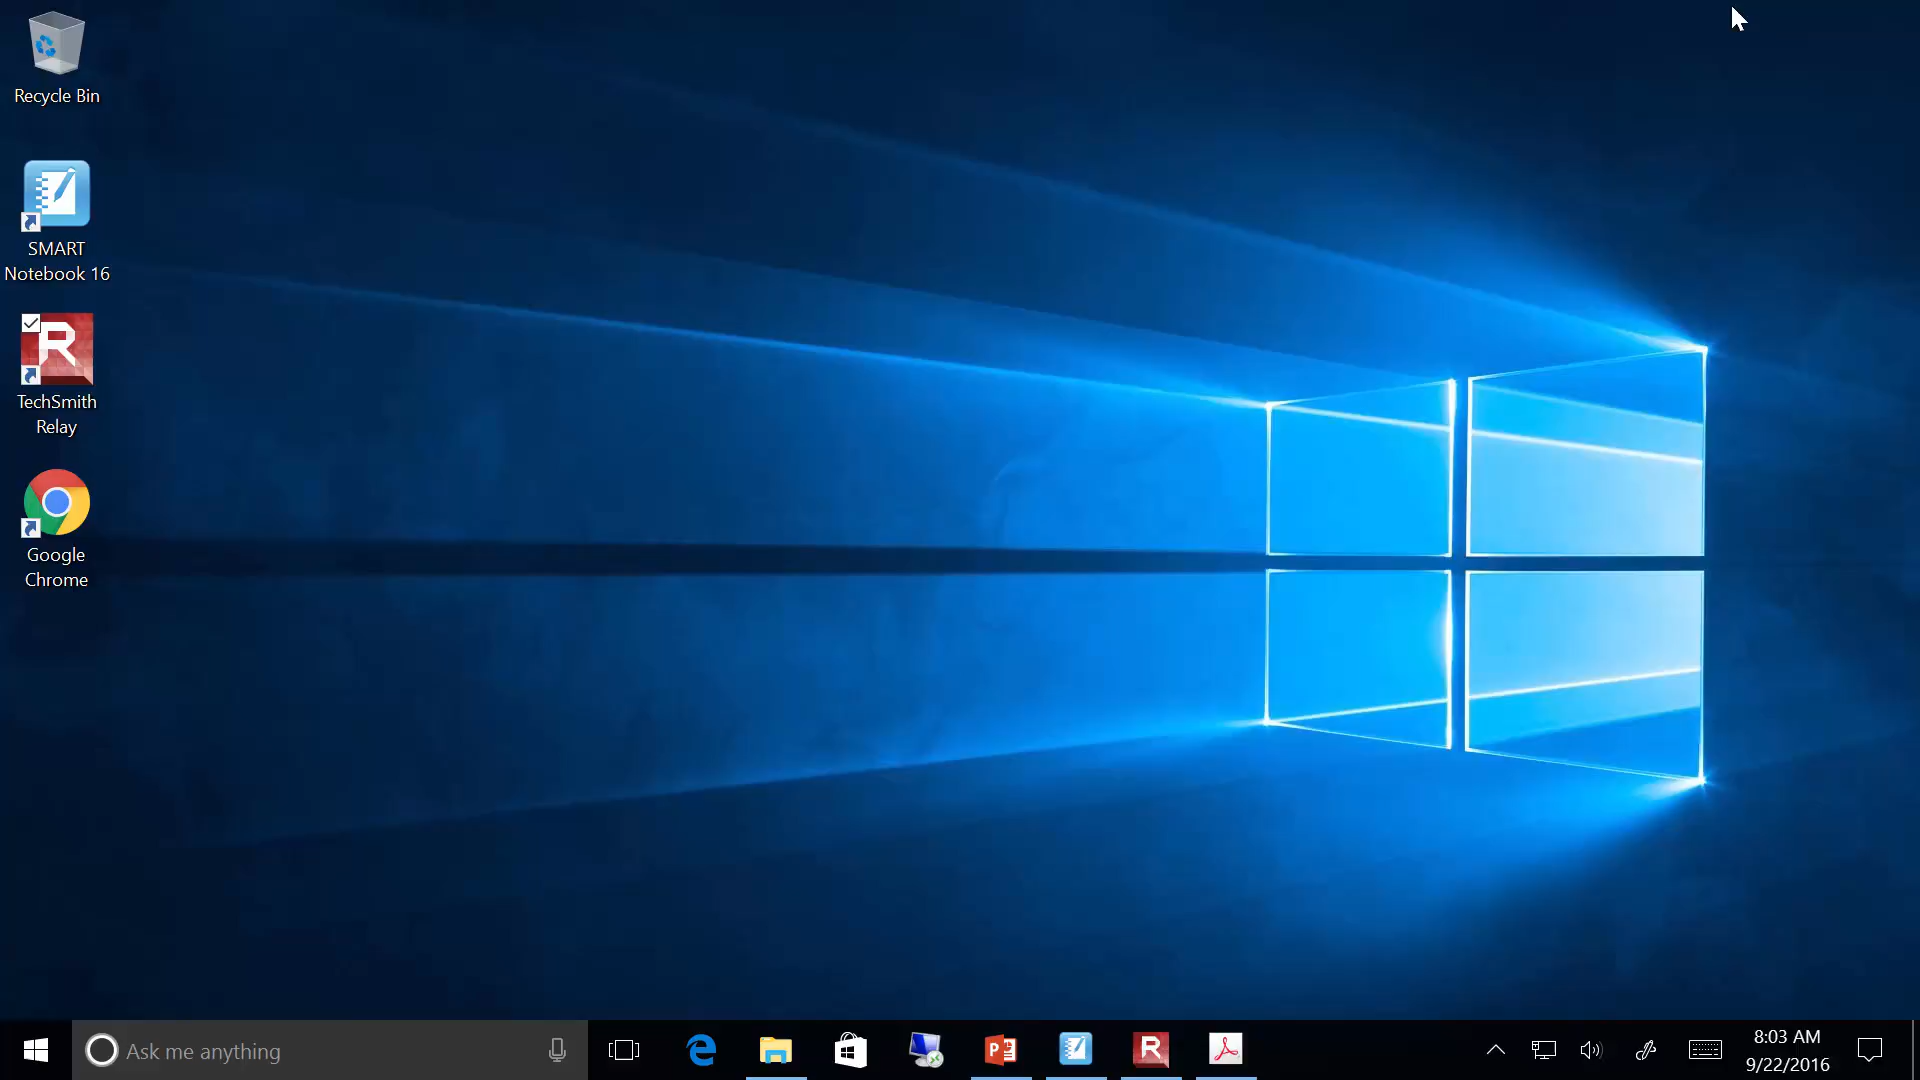 Recycle Bin
SMART
Notebook 16
TechSmith
Relay
Google
Chrome
Ask me anything
8:03 AM
9/22/2016